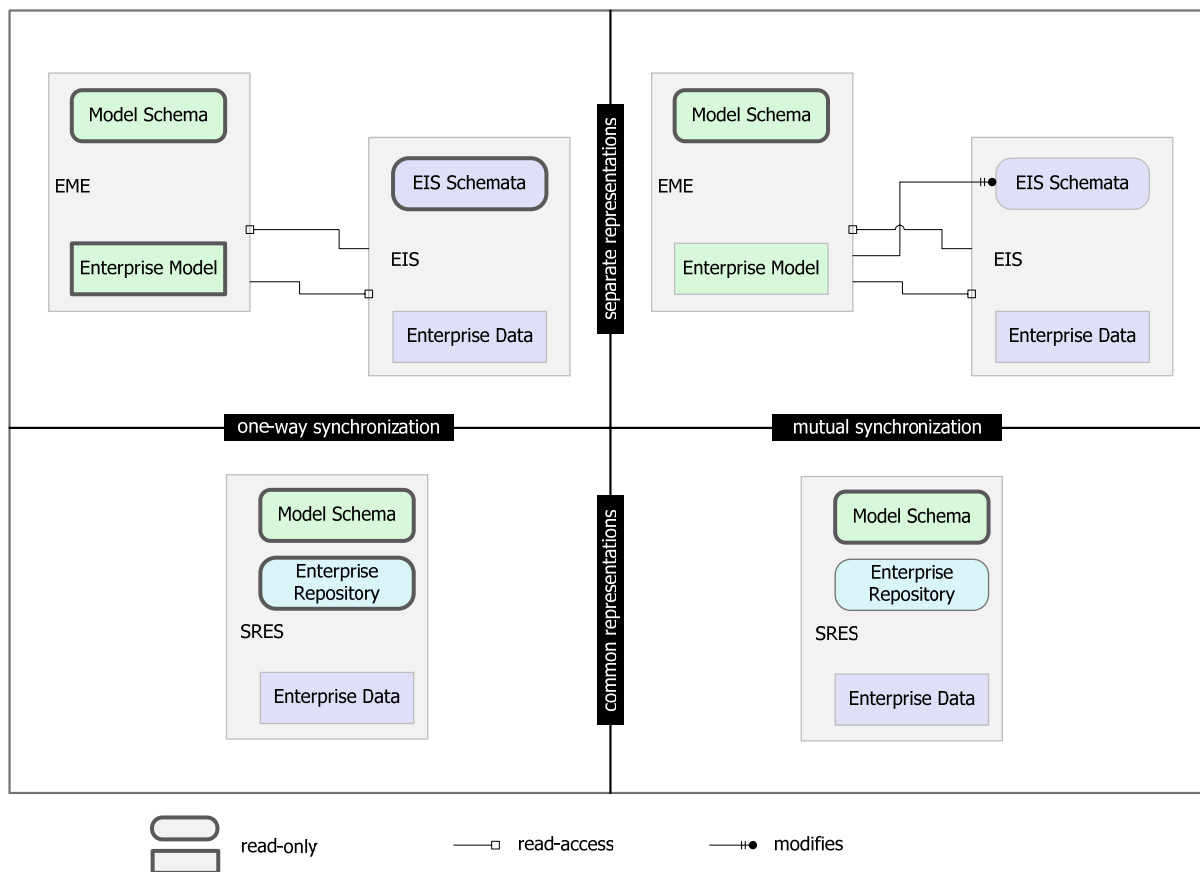 Model Schema
EME
Enterprise Model
EIS Schemata
EIS
Enterprise Data
separate representations
Model Schema
EME
Enterprise Model
EIS Schemata
EIS
Enterprise Data
one-way synchronization
mutual synchronization
Model Schema
Enterprise
Repository
SRES
Enterprise Data
common representations
Model Schema
Enterprise
Repository
SRES
Enterprise Data
read-only
read-access
modifies